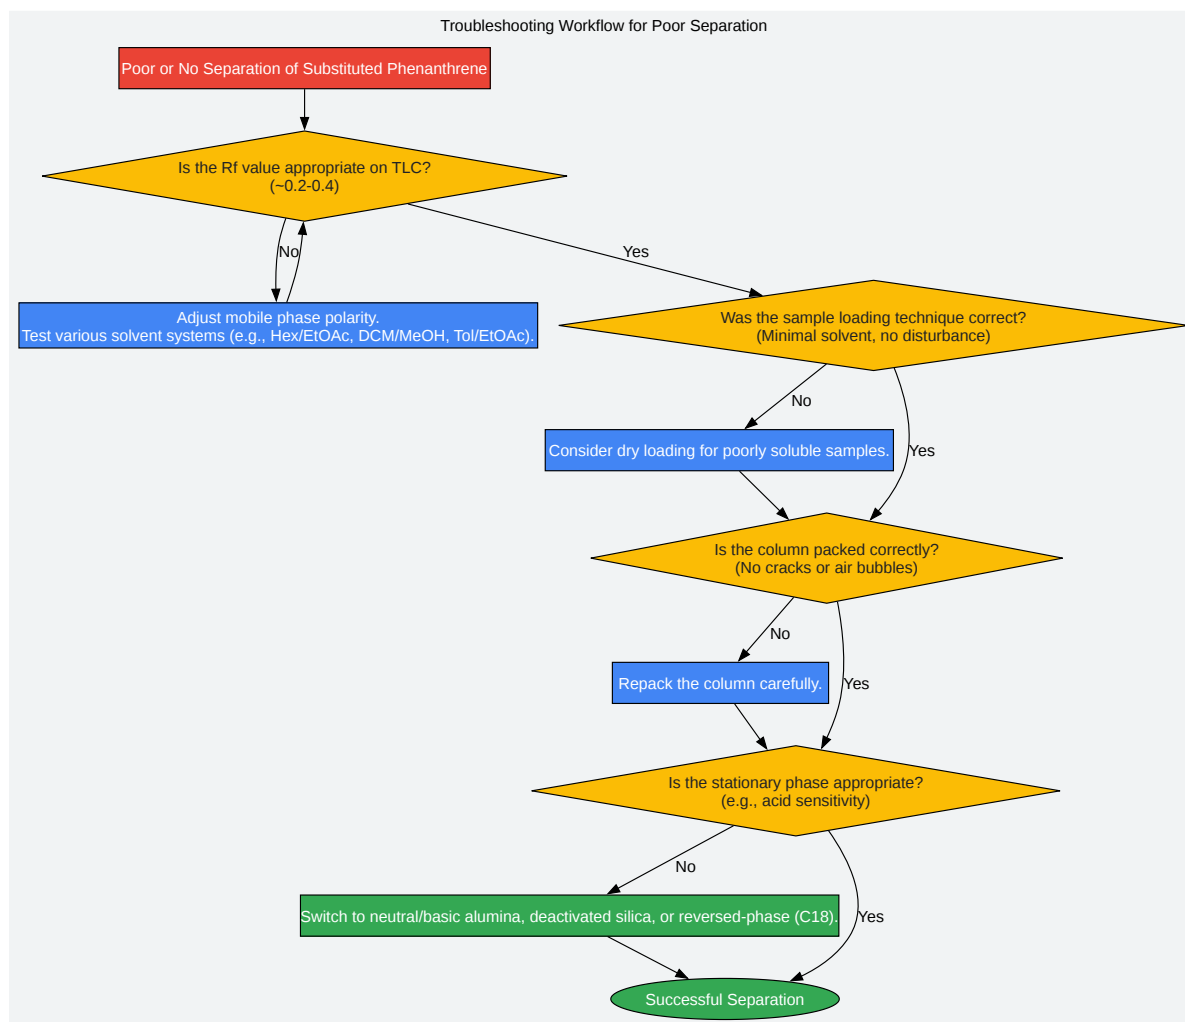 Troubleshooting Workflow for Poor Separation
Poor or No Separation of Substituted Phenanthrene
Is the Rf value appropriate on TLC?
(~0.2-0.4)
No
Yes
Adjust mobile phase polarity.
Test various solvent systems (e.g., Hex/EtOAc, DCM/MeOH, Tol/EtOAc).
Was the sample loading technique correct?
(Minimal solvent, no disturbance)
No
Consider dry loading for poorly soluble samples.
Yes
Is the column packed correctly?
(No cracks or air bubbles)
No
Repack the column carefully.
Yes
Is the stationary phase appropriate?
(e.g., acid sensitivity)
No
Switch to neutral/basic alumina, deactivated silica, or reversed-phase (C18).
Yes
Successful Separation